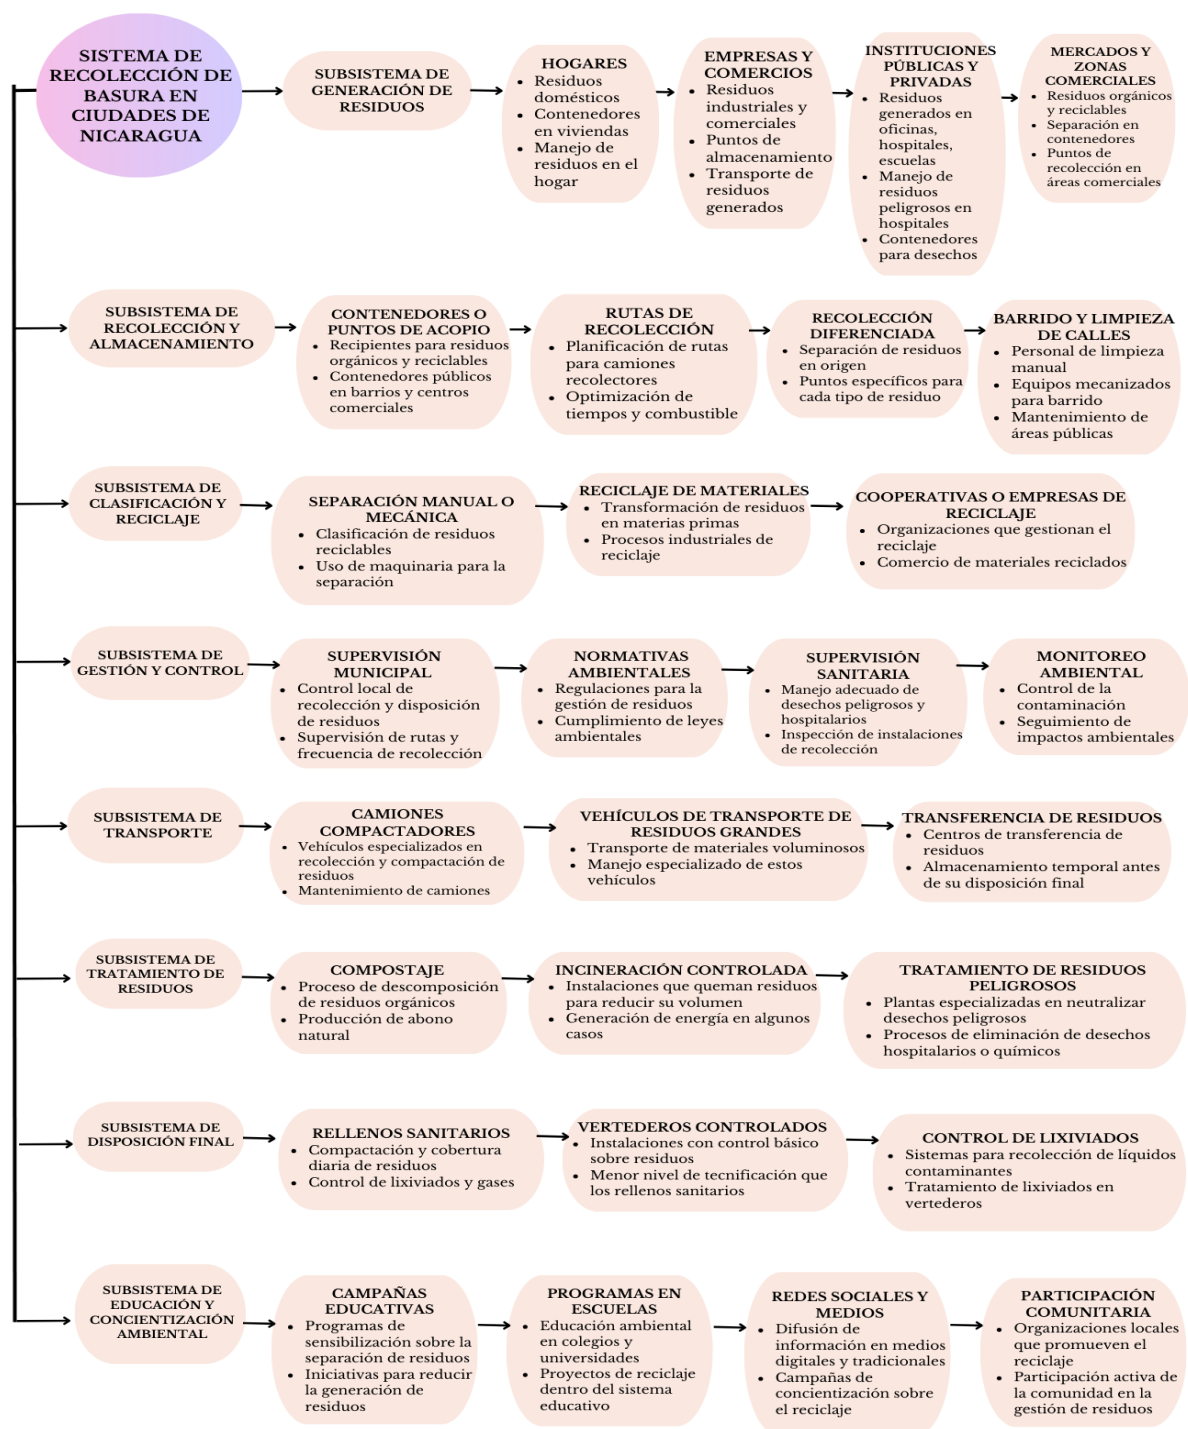 SISTEMA DE
RECOLECCIÓN DE
BASURA EN
CIUDADES DE
NICARAGUA
SUBSISTEMA DE
GENERACIÓN DE
RESIDUOS
HOGARES
• Residuos
domésticos
• Contenedores
en viviendas
• Manejo de
residuos en el
hogar
EMPRESAS Y
COMERCIOS
• Residuos
industriales y
comerciales
• Puntos de
almacenamiento
• Transporte de
residuos
generados
INSTITUCIONES
PÚBLICAS Y
PRIVADAS
• Residuos
generados en
oficinas,
hospitales,
escuelas
• Manejo de
residuos
peligrosos en
hospitales
• Contenedores
para desechos
MERCADOS Y
ZONAS
COMERCIALES
• Residuos orgánicos
y reciclables
• Separación en
contenedores
• Puntos de
recolección en
áreas comerciales
SUBSISTEMA DE
RECOLECCIÓN Y
ALMACENAMIENTO
CONTENEDORES O
PUNTOS DE ACOPIO
• Recipientes para residuos
orgánicos y reciclables
• Contenedores públicos
en barrios y centros
comerciales
RUTAS DE
RECOLECCIÓN
• Planificación de rutas
para camiones
recolectores
• Optimización de
tiempos y combustible
RECOLECCIÓN
DIFERENCIADA
• Separación de residuos
en origen
• Puntos específicos para
cada tipo de residuo
BARRIDO Y LIMPIEZA
DE CALLES
• Personal de limpieza
manual
• Equipos mecanizados
para barrido
• Mantenimiento de
áreas públicas
SUBSISTEMA DE
CLASIFICACIÓN Y
RECICLAJE
SEPARACIÓN MANUAL O
MECÁNICA
• Clasificación de residuos
reciclables
• Uso de maquinaria para la
separación
RECICLAJE DE MATERIALES
• Transformación de residuos
en materias primas
• Procesos industriales de
reciclaje
COOPERATIVAS O EMPRESAS DE
RECICLAJE
• Organizaciones que gestionan el
reciclaje
• Comercio de materiales reciclados
SUBSISTEMA DE
GESTIÓN Y CONTROL
SUPERVISIÓN
MUNICIPAL
• Control local de
recolección y disposición
de residuos
• Supervisión de rutas y
frecuencia de recolección
NORMATIVAS
AMBIENTALES
• Regulaciones para la
gestión de residuos
• Cumplimiento de leyes
ambientales
SUPERVISIÓN
SANITARIA
• Manejo adecuado de
desechos peligrosos y
hospitalarios
• Inspección de instalaciones
de recolección
MONITOREO
AMBIENTAL
• Control de la
contaminación
• Seguimiento de
impactos ambientales
SUBSISTEMA DE
TRANSPORTE
CAMIONES
COMPACTADORES
• Vehículos especializados en
recolección y compactación de
residuos
• Mantenimiento de camiones
VEHÍCULOS DE TRANSPORTE DE
RESIDUOS GRANDES
• Transporte de materiales voluminosos
• Manejo especializado de estos
vehículos
TRANSFERENCIA DE RESIDUOS
• Centros de transferencia de
residuos
• Almacenamiento temporal antes
de su disposición final
SUBSISTEMA DE
TRATAMIENTO DE
RESIDUOS
COMPOSTAJE
• Proceso de descomposición
de residuos orgánicos
• Producción de abono
natural
INCINERACIÓN CONTROLADA
• Instalaciones que queman residuos
para reducir su volumen
• Generación de energía en algunos
casos
TRATAMIENTO DE RESIDUOS
PELIGROSOS
• Plantas especializadas en neutralizar
desechos peligrosos
• Procesos de eliminación de desechos
hospitalarios o químicos
SUBSISTEMA DE
DISPOSICIÓN FINAL
RELLENOS SANITARIOS
• Compactación y cobertura
diaria de residuos
• Control de lixiviados y gases
VERTEDEROS CONTROLADOS
• Instalaciones con control básico
sobre residuos
• Menor nivel de tecnificación que
los rellenos sanitarios
CONTROL DE LIXIVIADOS
• Sistemas para recolección de líquidos
contaminantes
• Tratamiento de lixiviados en
vertederos
SUBSISTEMA DE
EDUCACIÓN Y
CONCIENTIZACIÓN
AMBIENTAL
CAMPAÑAS
EDUCATIVAS
• Programas de
sensibilización sobre la
separación de residuos
• Iniciativas para reducir
la generación de
residuos
PROGRAMAS EN
ESCUELAS
• Educación ambiental
en colegios y
universidades
• Proyectos de reciclaje
dentro del sistema
educativo
REDES SOCIALES Y
MEDIOS
• Difusión de
información en medios
digitales y tradicionales
• Campañas de
concientización sobre
el reciclaje
PARTICIPACIÓN
COMUNITARIA
• Organizaciones locales
que promueven el
reciclaje
• Participación activa de
la comunidad en la
gestión de residuos